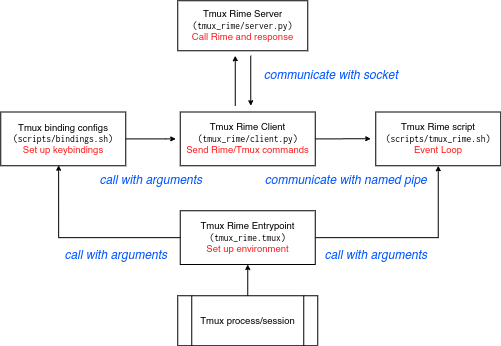 Tmux Rime Server
(tmux_rime/server.py)
Call Rime and response
communicate with socket
Tmux binding configs
(scripts/bindings.sh)
Set up keybindings
Tmux Rime Client
(tmux_rime/client.py)
Send Rime/Tmux commands
Tmux Rime script
(scripts/tmux_rime.sh)
Event Loop
call with arguments
communicate with named pipe
Tmux Rime Entrypoint
(tmux_rime.tmux)
Set up environment
call with arguments
call with arguments
Tmux process/session